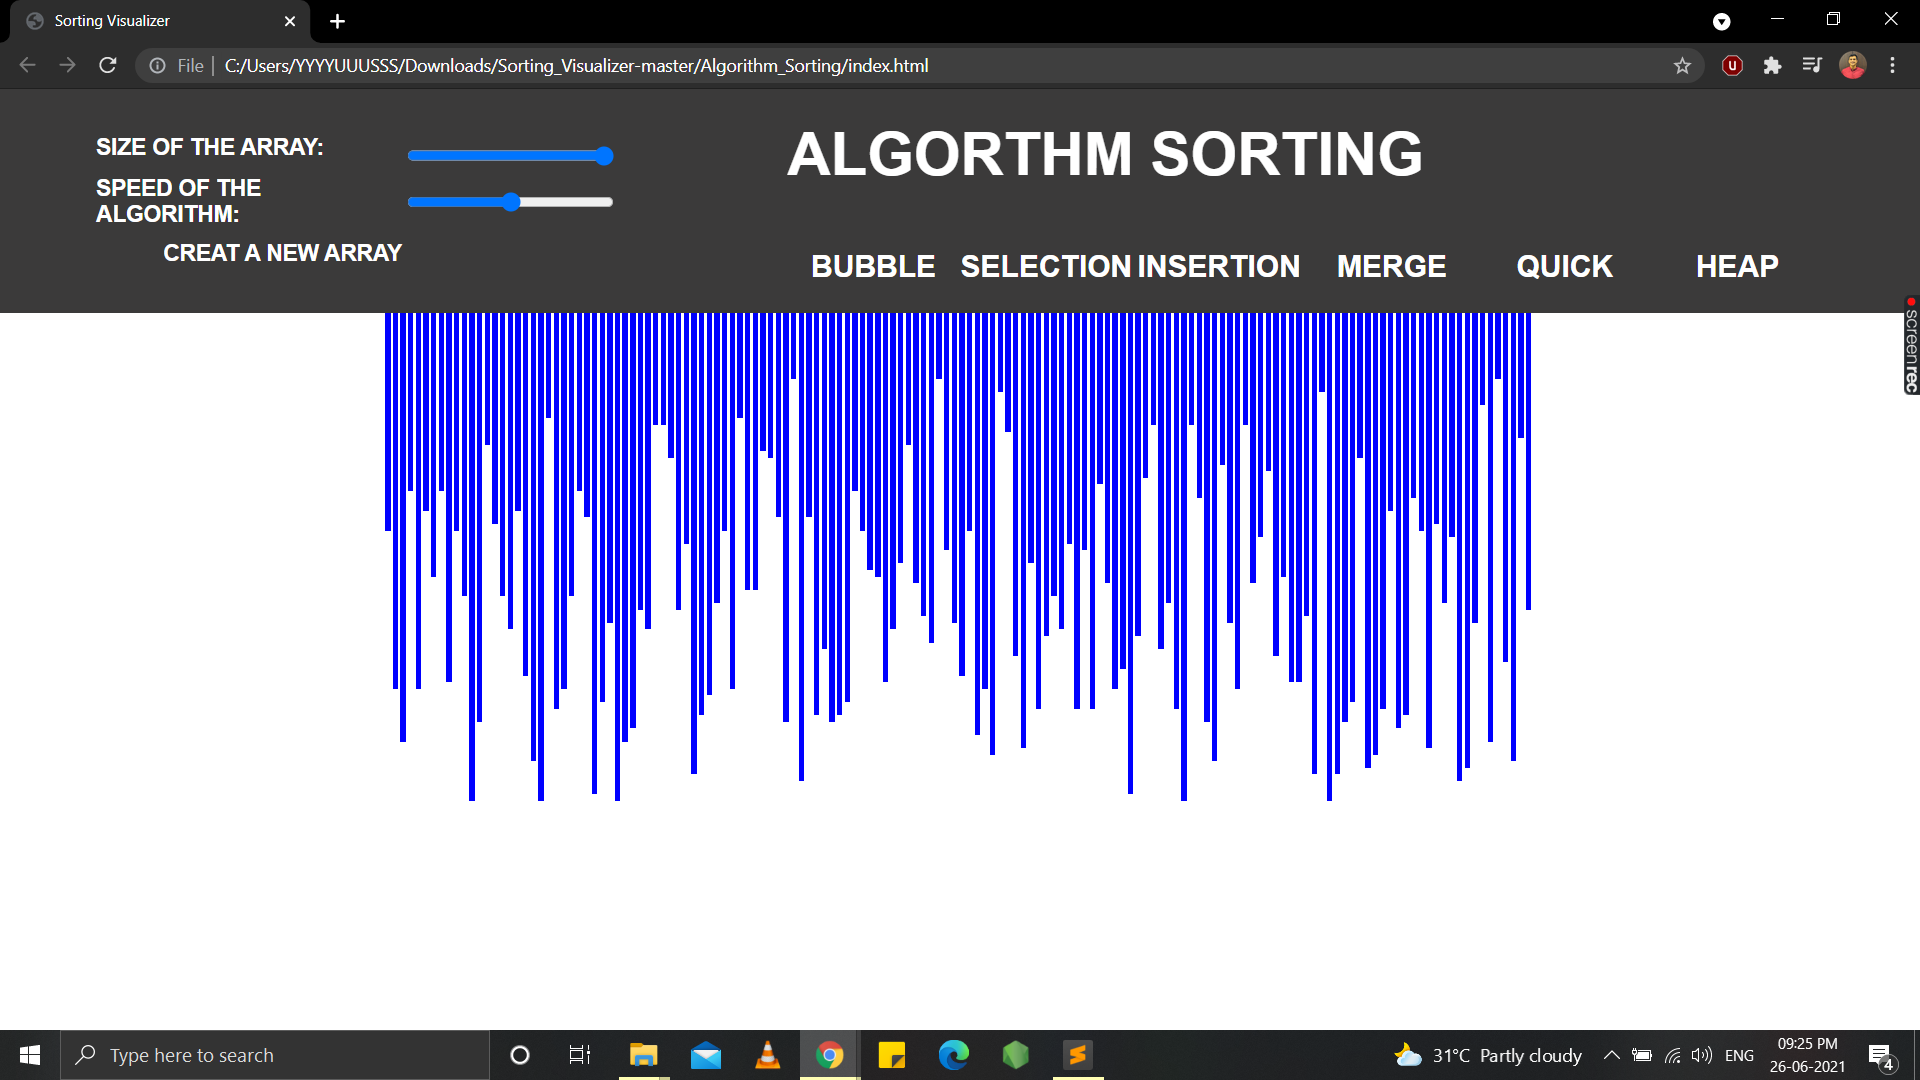 Sorting Visualizer
File
C:/Users/YYYYUUUSSS/Downloads/Sorting_Visualizer-master/Algorithm_Sorting/index.html
SIZE OF THE ARRAY:
SPEED OF THE
ALGORITHM:
CREAT A NEW ARRAY
ALGORTHM SORTING
BUBBLE SELECTION INSERTION MERGE QUICK HEAP
screenrec
Type here to search
31°C Partly cloudy
ENG
09:25 PM
26-06-2021
4